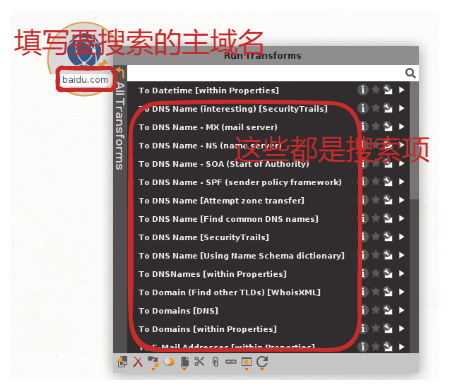 填写要搜索的主域名
Run Transforms
baidu.com
All Transforms
To Datetime [within Properties]
To DNS Name (interesting) [SecurityTrails]
To DNS Name - MX (mail server)
To DNS Name - NS (name server)
这些都是搜索项
To DNS Name - SOA (Start of Authority)
To DNS Name - SPF (sender policy framework)
To DNS Name [Attempt zone transfer]
To DNS Name [Find common DNS names]
To DNS Name [SecurityTrails]
To DNS Name [Using Name Schema dictionary]
To DNSNames [within Properties]
To Domain (Find other TLDs) [WhoisXML]
To Domains [DNS]
To Domains [within Properties]
To E-Mail Addresses [within Properties]